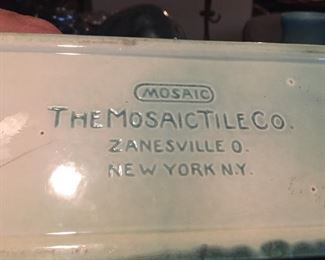 MOSAIC
THE MOSAIC TILE CO.
ZANESVILLE O.
NEW YORK N.Y.